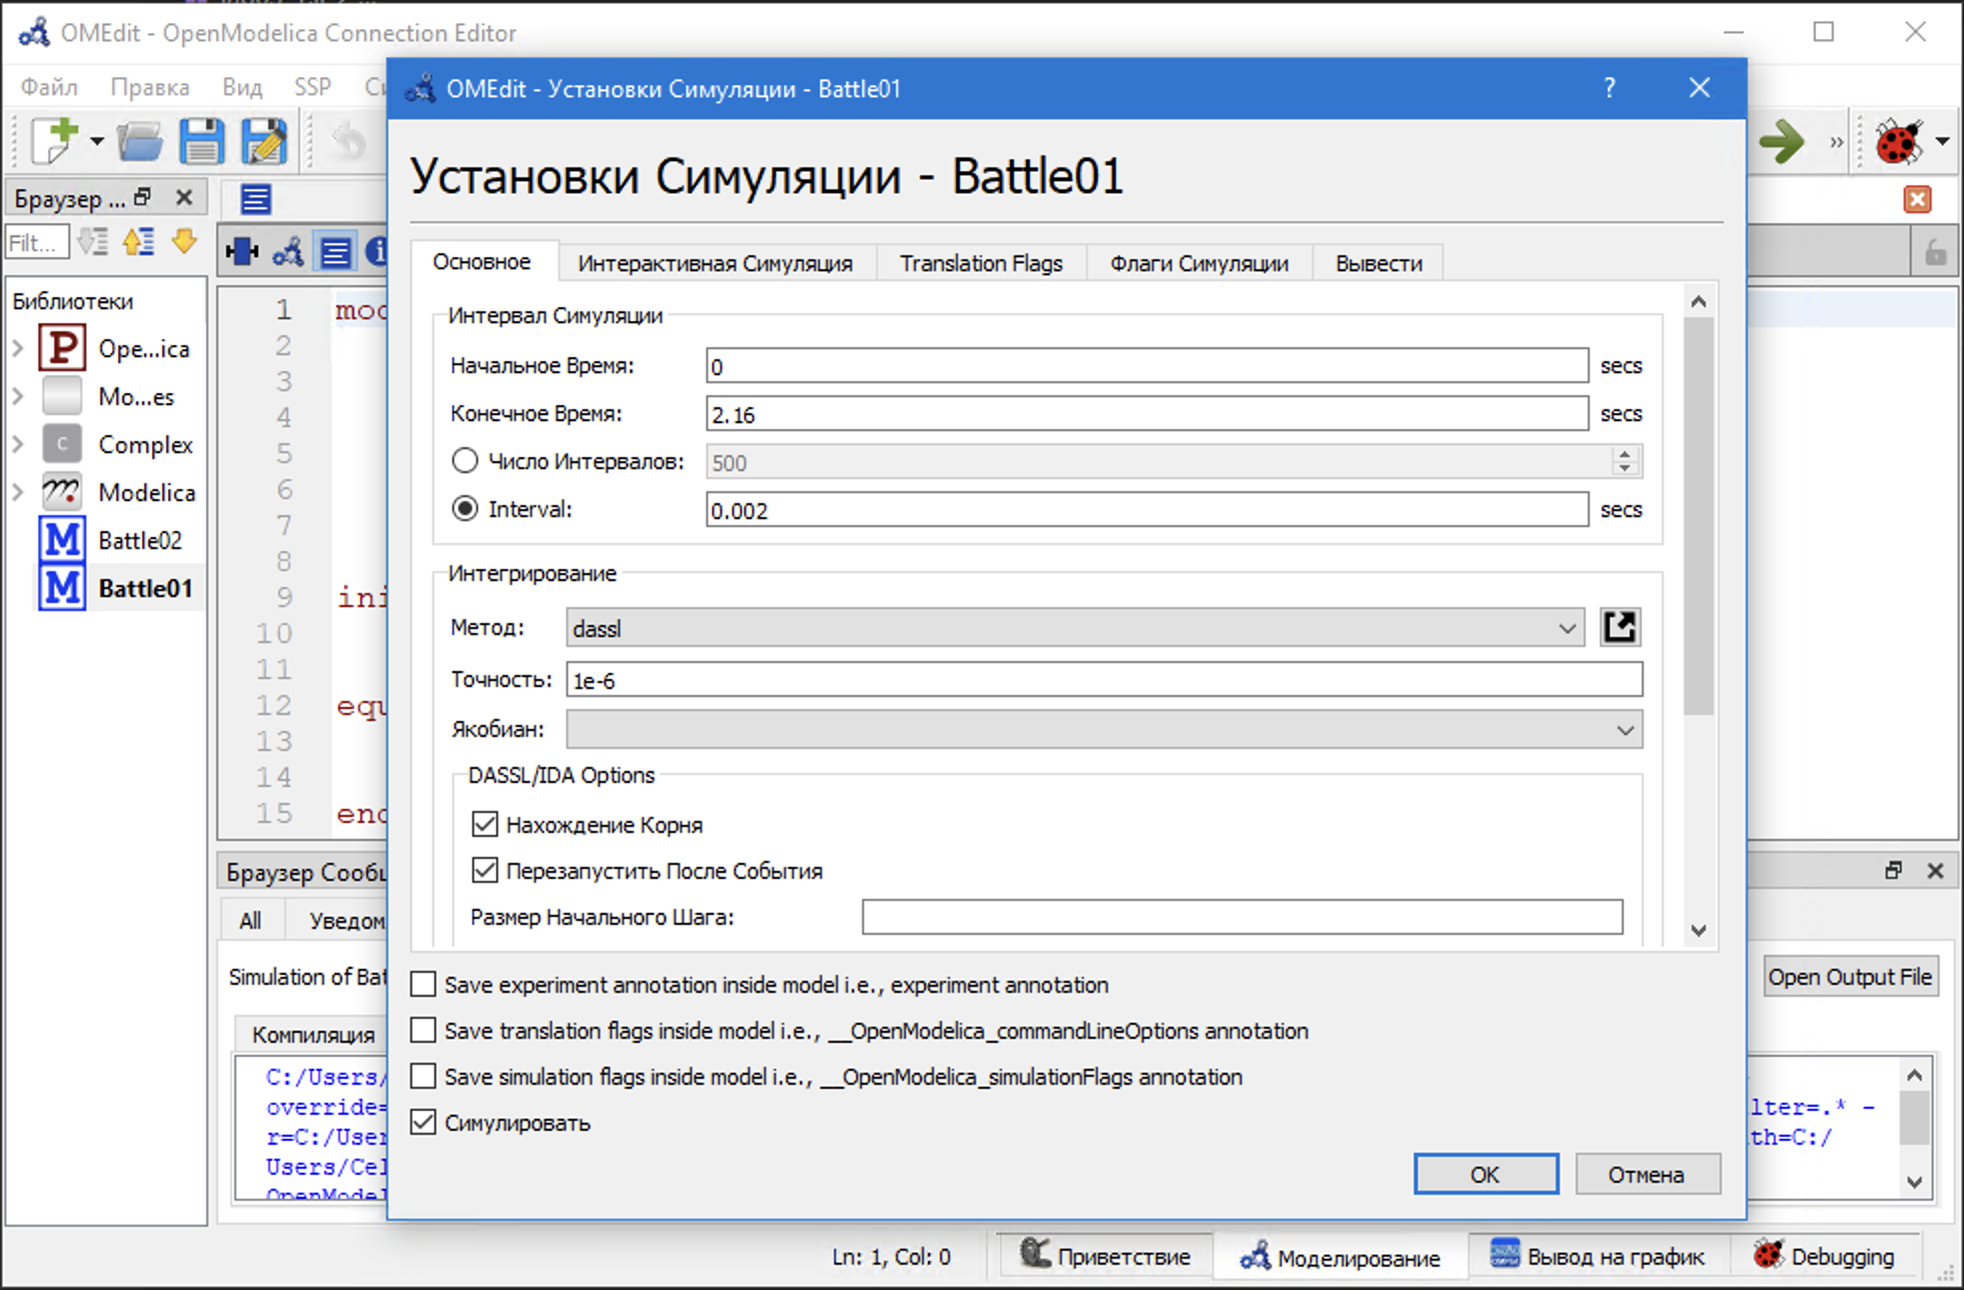 OMEdit - OpenModelica Connection Editor
Файл Правка Вид SSP
OMEdit - Установки Симуляции - Battle01
?
Установки Симуляции - Battle01
Браузер ...
Filt...
Основное Интерактивная Симуляция Translation Flags Флаги Симуляции Вывести
Библиотеки
Ope...ica
Mo...es
C Complex
Modelica
Battle02
Battle01
1
2
3
4
5
6
7
8
9
10
11
12
13
14
15
Интервал Симуляции
Начальное Время: 0 secs
Конечное Время: 2.16 secs
Число Интервалов: 500
Interval: 0.002 secs
Интегрирование
Метод: dassl
Точность: 1e-6
Якобиан:
DASSL/IDA Options
Нахождение Корня
Перезапустить После События
Размер Начального Шага:
Save experiment annotation inside model i.e., experiment annotation
Save translation flags inside model i.e., __OpenModelica_commandLineOptions annotation
Save simulation flags inside model i.e., __OpenModelica_simulationFlags annotation
Симулировать
OK Отмена
Браузер Сообщ
All Уведом
Simulation of Bat
Open Output File
Компиляция
C:/Users/
override= lter=.* -
r=C:/User th=C:/
Users/Cel
OpenModel
Ln: 1, Col: 0 Приветствие Моделирование Вывод на график Debugging